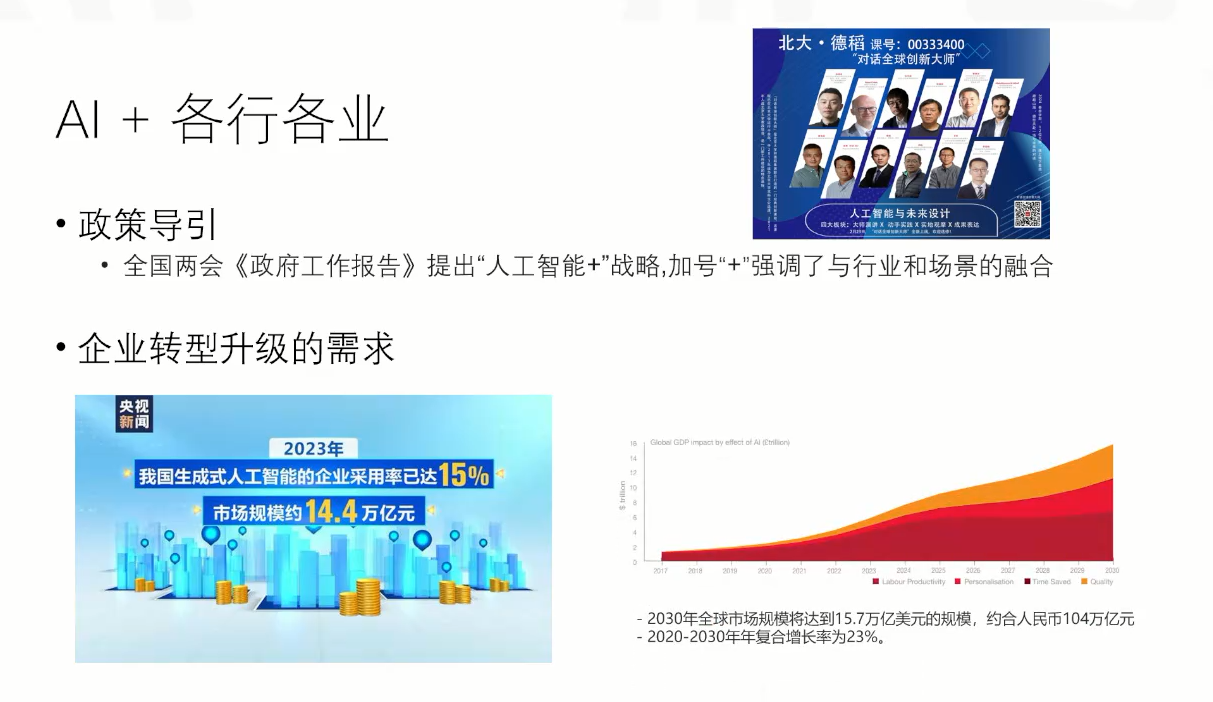 北大·德稻 课号：00333400
“对话全球创新大师”
人工智能与未来设计
四大板块：大师漫游 X 动手实践 X 实地观摩 X 成果表达
AI + 各行各业
• 政策导引
• 全国两会《政府工作报告》提出“人工智能+”战略,加号“+”强调了与行业和场景的融合
• 企业转型升级的需求
央视
新闻
2023年
我国生成式人工智能的企业采用率已达15%
市场规模约14.4万亿元
Global GDP impact by effect of AI (£trillion)
$ trillion
16
14
12
10
8
6
4
2
0
2017 2018 2019 2020 2021 2022 2023 2024 2025 2026 2027 2028 2029 2030
Labour Productivity Personalisation Time Saved Quality
- 2030年全球市场规模将达到15.7万亿美元的规模，约合人民币104万亿元
- 2020-2030年年复合增长率为23%。